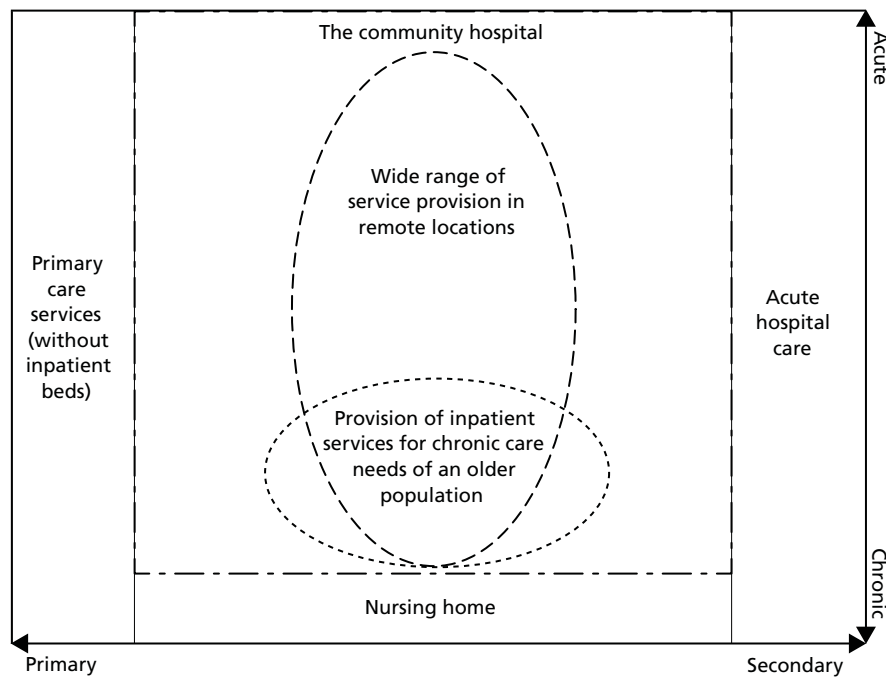 The community hospital
Acute
Wide range of
service provision in
remote locations
Primary
care
services
(without
inpatient
beds)
Acute
hospital
care
Provision of inpatient
services for chronic care
needs of an older
population
Chronic
Nursing home
Primary
Secondary